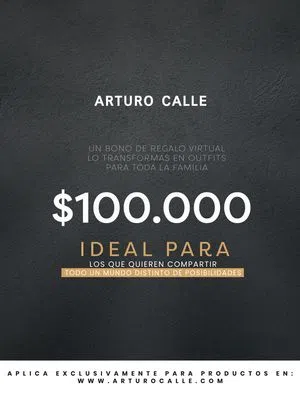 ARTURO CALLE
UN BONO DE REGALO VIRTUAL
LO TRANSFORMAS EN OUTFITS
PARA TODA LA FAMILIA
$100.000
IDEAL PARA
LOS QUE QUIEREN COMPARTIR
TODO UN MUNDO DISTINTO DE POSIBILIDADES
APLICA EXCLUSIVAMENTE PARA PRODUCTOS EN:
WWW.ARTUROCALLE.COM